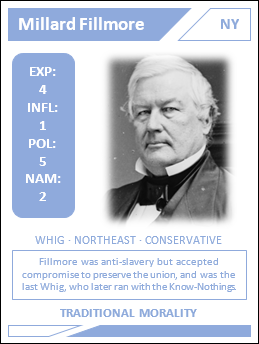 Millard Fillmore
NY
EXP:
4
INFL:
1
POL:
5
NAM:
2
WHIG - NORTHEAST - CONSERVATIVE
Fillmore was anti-slavery but accepted
compromise to preserve the union, and was the
last Whig, who later ran with the Know-Nothings.
TRADITIONAL MORALITY